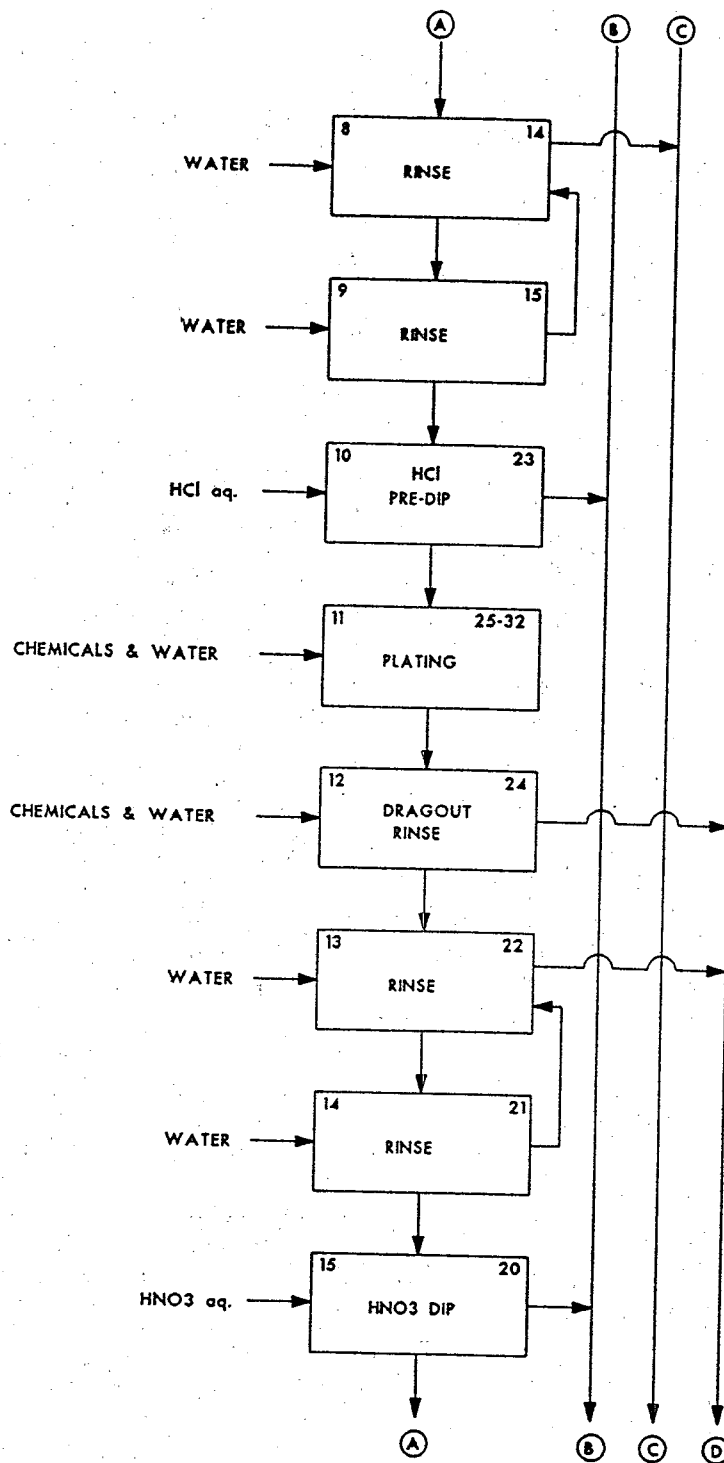 A B C
8 14
WATER RINSE
9 15
WATER RINSE
10 23
HCl
HCl aq. PRE-DIP
11 25-32
CHEMICALS & WATER PLATING
12 24
CHEMICALS & WATER DRAGOUT
RINSE
13 22
WATER RINSE
14 21
WATER RINSE
15 20
HNO3 aq. HNO3 DIP
A B C D